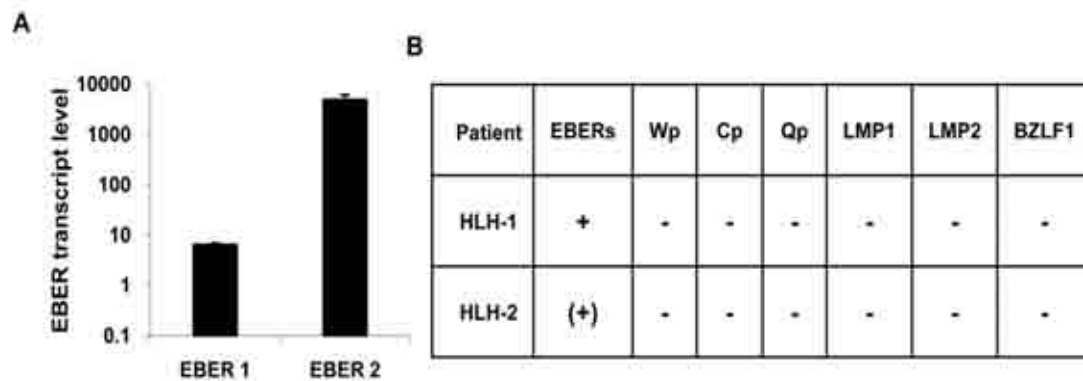 A
EBER transcript level
10000
1000
100
10
1
0.1
EBER 1 EBER 2
B
Patient EBERs Wp Cp Qp LMP1 LMP2 BZLF1
HLH-1 + - - - - - -
HLH-2 (+) - - - - - -